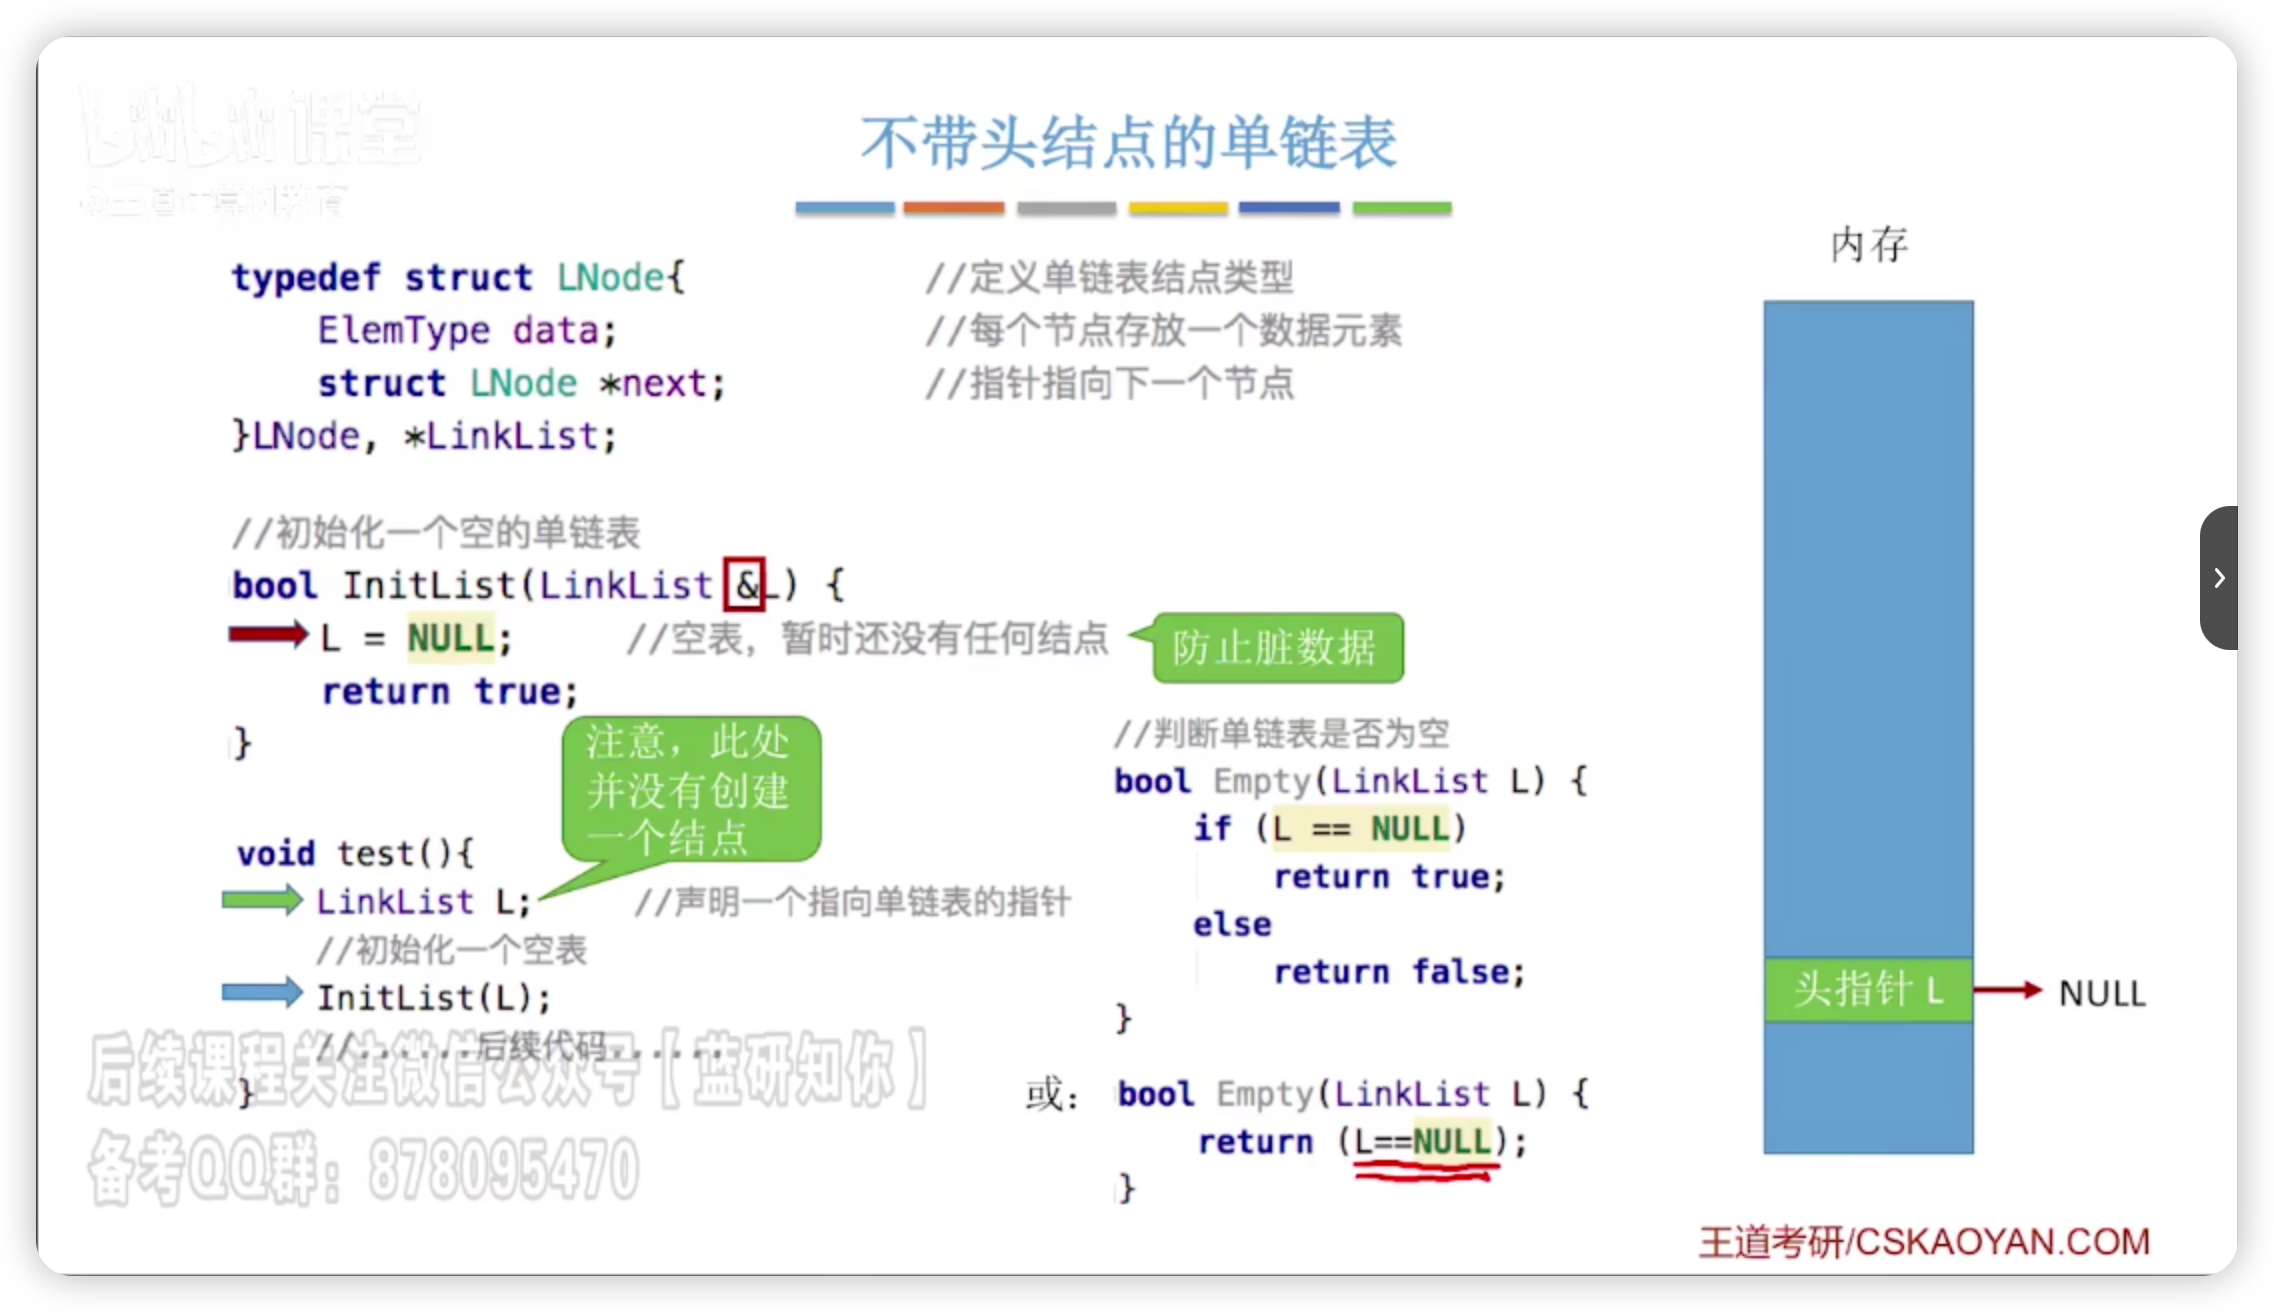 课堂
@王道计算机教育
不带头结点的单链表
typedef struct LNode{ //定义单链表结点类型
ElemType data; //每个节点存放一个数据元素
struct LNode *next; //指针指向下一个节点
}LNode, *LinkList;
//初始化一个空的单链表
bool InitList(LinkList &L) {
L = NULL; //空表，暂时还没有任何结点
防止脏数据
return true;
}
注意，此处
并没有创建
一个结点
void test(){
LinkList L; //声明一个指向单链表的指针
//初始化一个空表
InitList(L);
//......后续代码......
}
//判断单链表是否为空
bool Empty(LinkList L) {
if (L == NULL)
return true;
else
return false;
}
或：
bool Empty(LinkList L) {
return (L==NULL);
}
内存
头指针 L
NULL
后续课程关注微信公众号【蓝研知你】
备考QQ群：878095470
王道考研/CSKAOYAN.COM